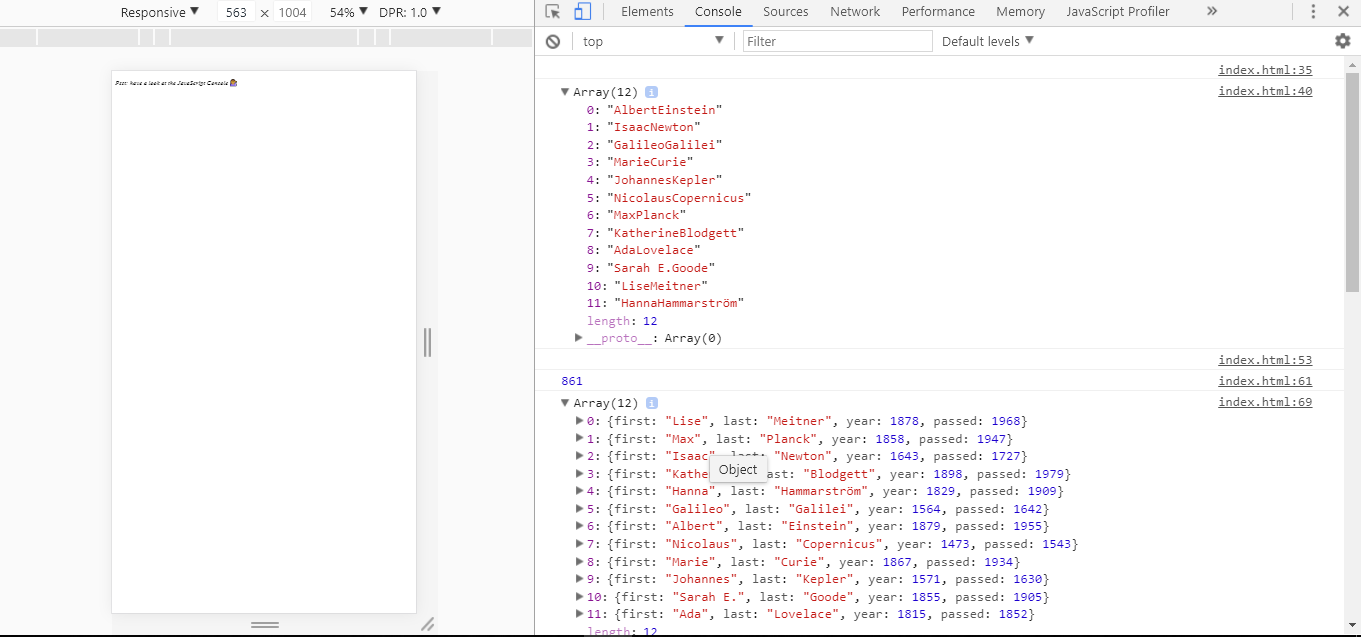 Responsive ▼ 563 × 1004 54% ▼ DPR: 1.0 ▼
Elements Console Sources Network Performance Memory JavaScript Profiler »
top ▼ Filter Default levels ▼
Psst: have a look at the JavaScript Console
index.html:35
▼ Array(12) i index.html:40
0: "AlbertEinstein"
1: "IsaacNewton"
2: "GalileoGalilei"
3: "MarieCurie"
4: "JohannesKepler"
5: "NicolausCopernicus"
6: "MaxPlanck"
7: "KatherineBlodgett"
8: "AdaLovelace"
9: "Sarah E.Goode"
10: "LiseMeitner"
11: "HannaHammarström"
length: 12
▶ __proto__: Array(0)
index.html:53
861 index.html:61
▼ Array(12) i index.html:69
▶ 0: {first: "Lise", last: "Meitner", year: 1878, passed: 1968}
▶ 1: {first: "Max", last: "Planck", year: 1858, passed: 1947}
▶ 2: {first: "Isaac", last: "Newton", year: 1643, passed: 1727}
Object
▶ 3: {first: "Kathe last: "Blodgett", year: 1898, passed: 1979}
▶ 4: {first: "Hanna", last: "Hammarström", year: 1829, passed: 1909}
▶ 5: {first: "Galileo", last: "Galilei", year: 1564, passed: 1642}
▶ 6: {first: "Albert", last: "Einstein", year: 1879, passed: 1955}
▶ 7: {first: "Nicolaus", last: "Copernicus", year: 1473, passed: 1543}
▶ 8: {first: "Marie", last: "Curie", year: 1867, passed: 1934}
▶ 9: {first: "Johannes", last: "Kepler", year: 1571, passed: 1630}
▶ 10: {first: "Sarah E.", last: "Goode", year: 1855, passed: 1905}
▶ 11: {first: "Ada", last: "Lovelace", year: 1815, passed: 1852}
length: 12